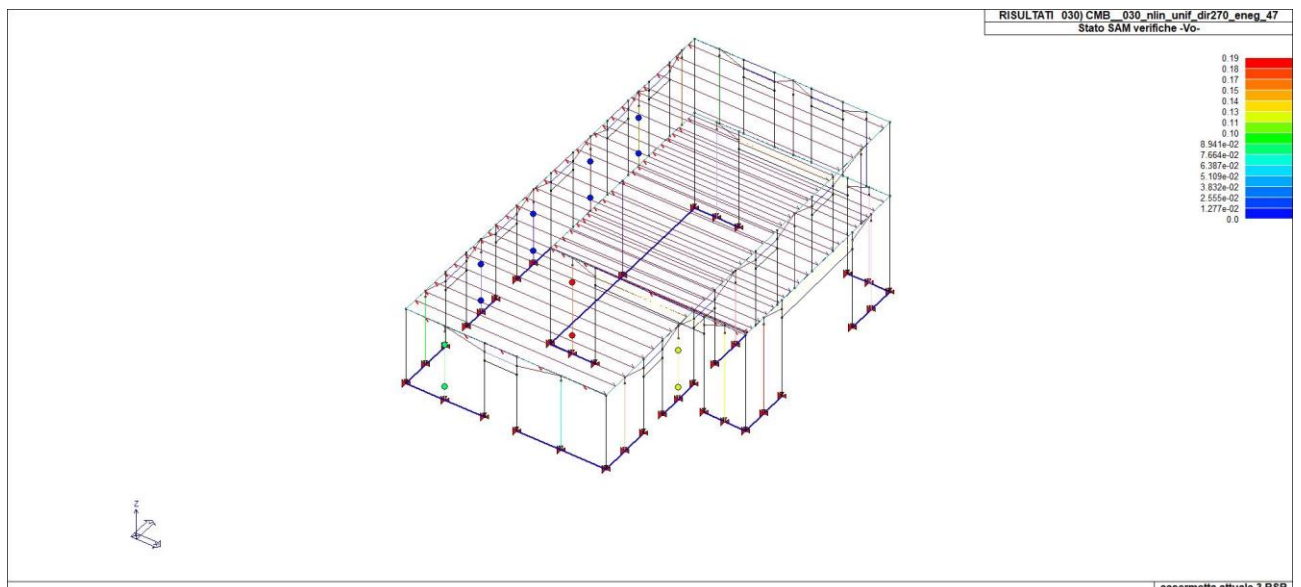 RISULTATI 030) CMB__030_nlin_unif_dir270_eneg_47
Stato SAM verifiche -Vo-
0.19
0.18
0.17
0.15
0.14
0.13
0.11
0.10
8.941e-02
7.664e-02
6.387e-02
5.109e-02
3.832e-02
2.555e-02
1.277e-02
0.0
Z